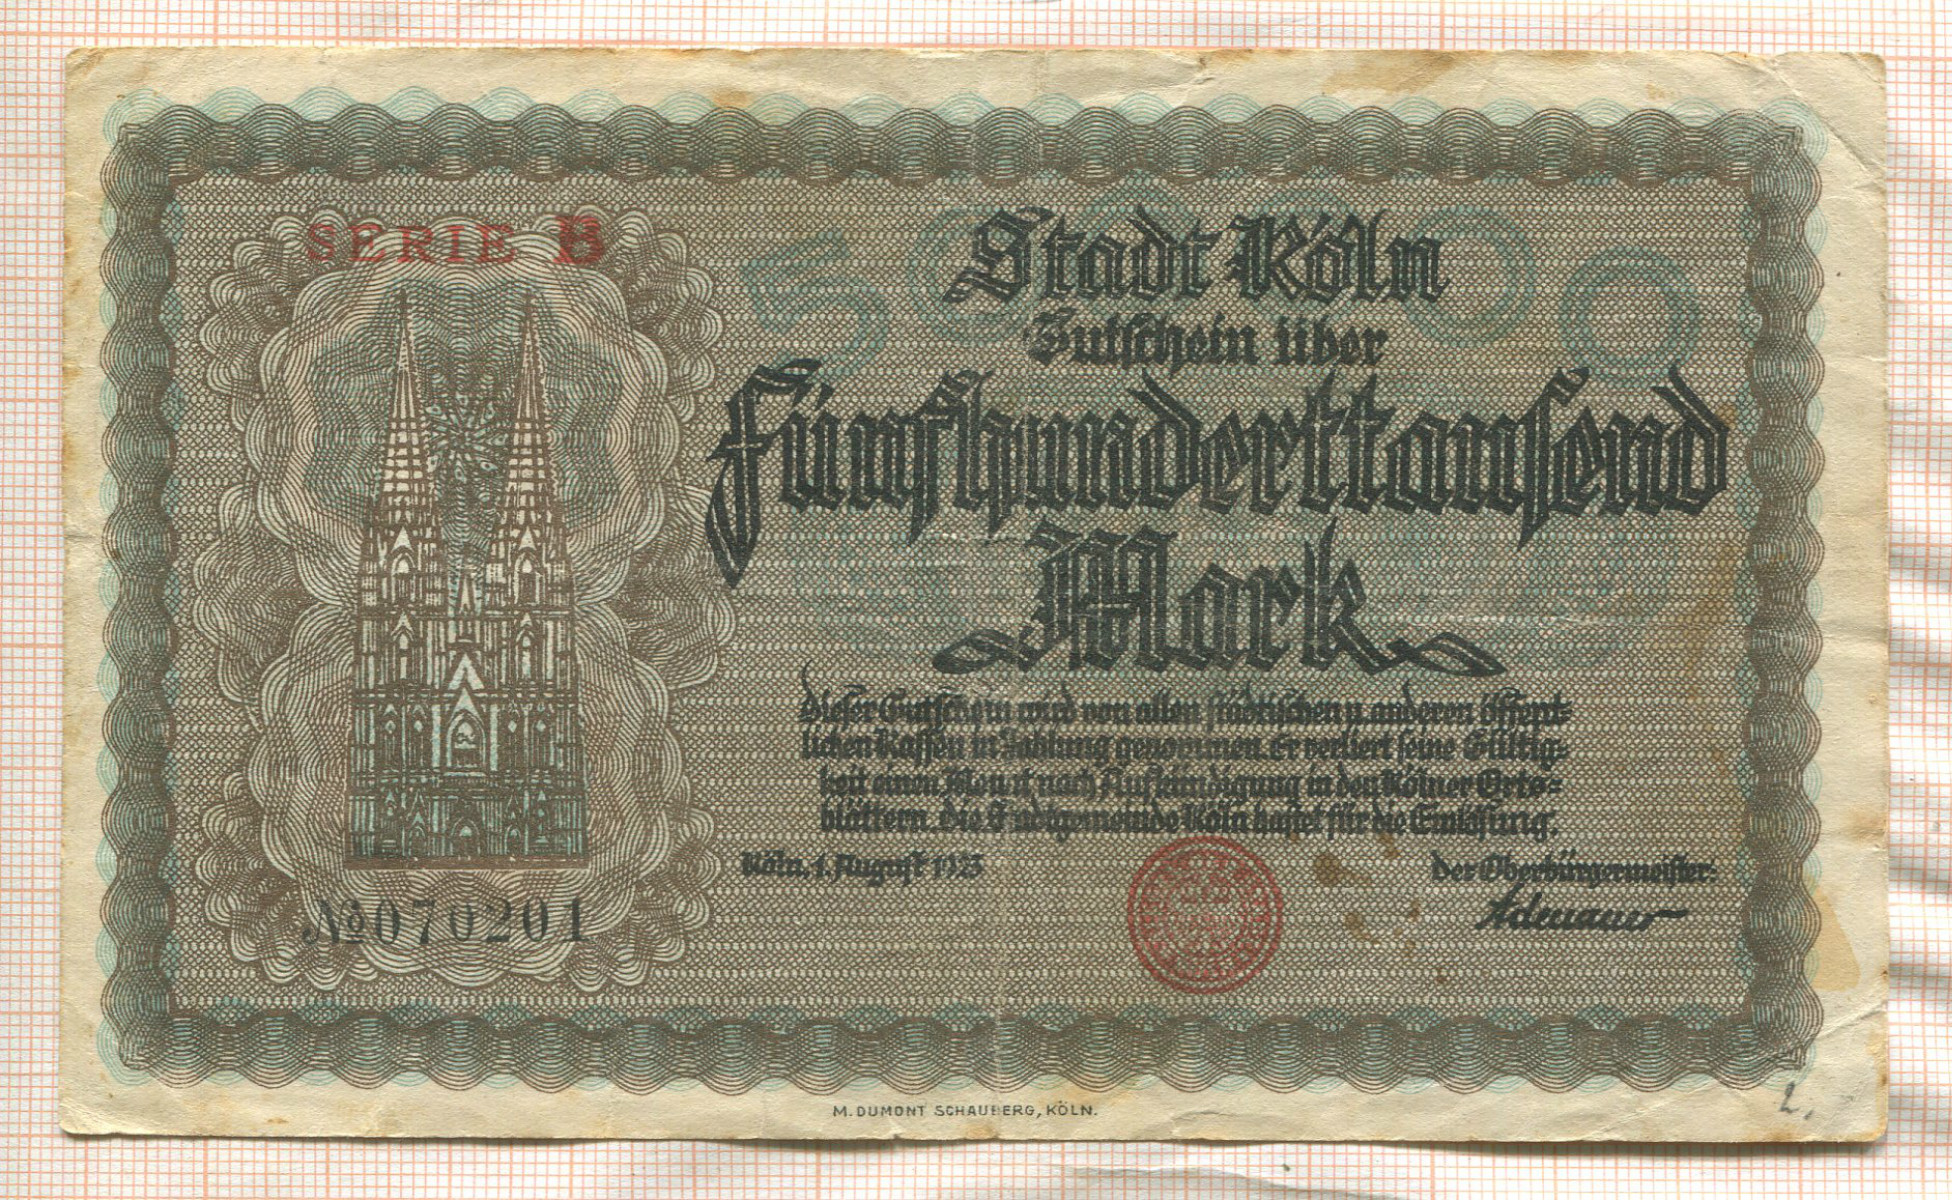 SERIE B
500000
Stadt Köln
Gutschein über
Fünfhunderttausend
Mark
Dieser Gutschein wird von allen städtischen u. anderen öffent-
lichen Kassen in Zahlung genommen. Er verliert seine Gültig-
keit einen Monat nach Aufkündigung in den Kölner Orts-
blättern. Die Stadtgemeinde Köln haftet für die Einlösung.
Köln, 1. August 1923
Der Oberbürgermeister:
Adenauer
№070201
M. DUMONT SCHAUBERG, KÖLN.
2.